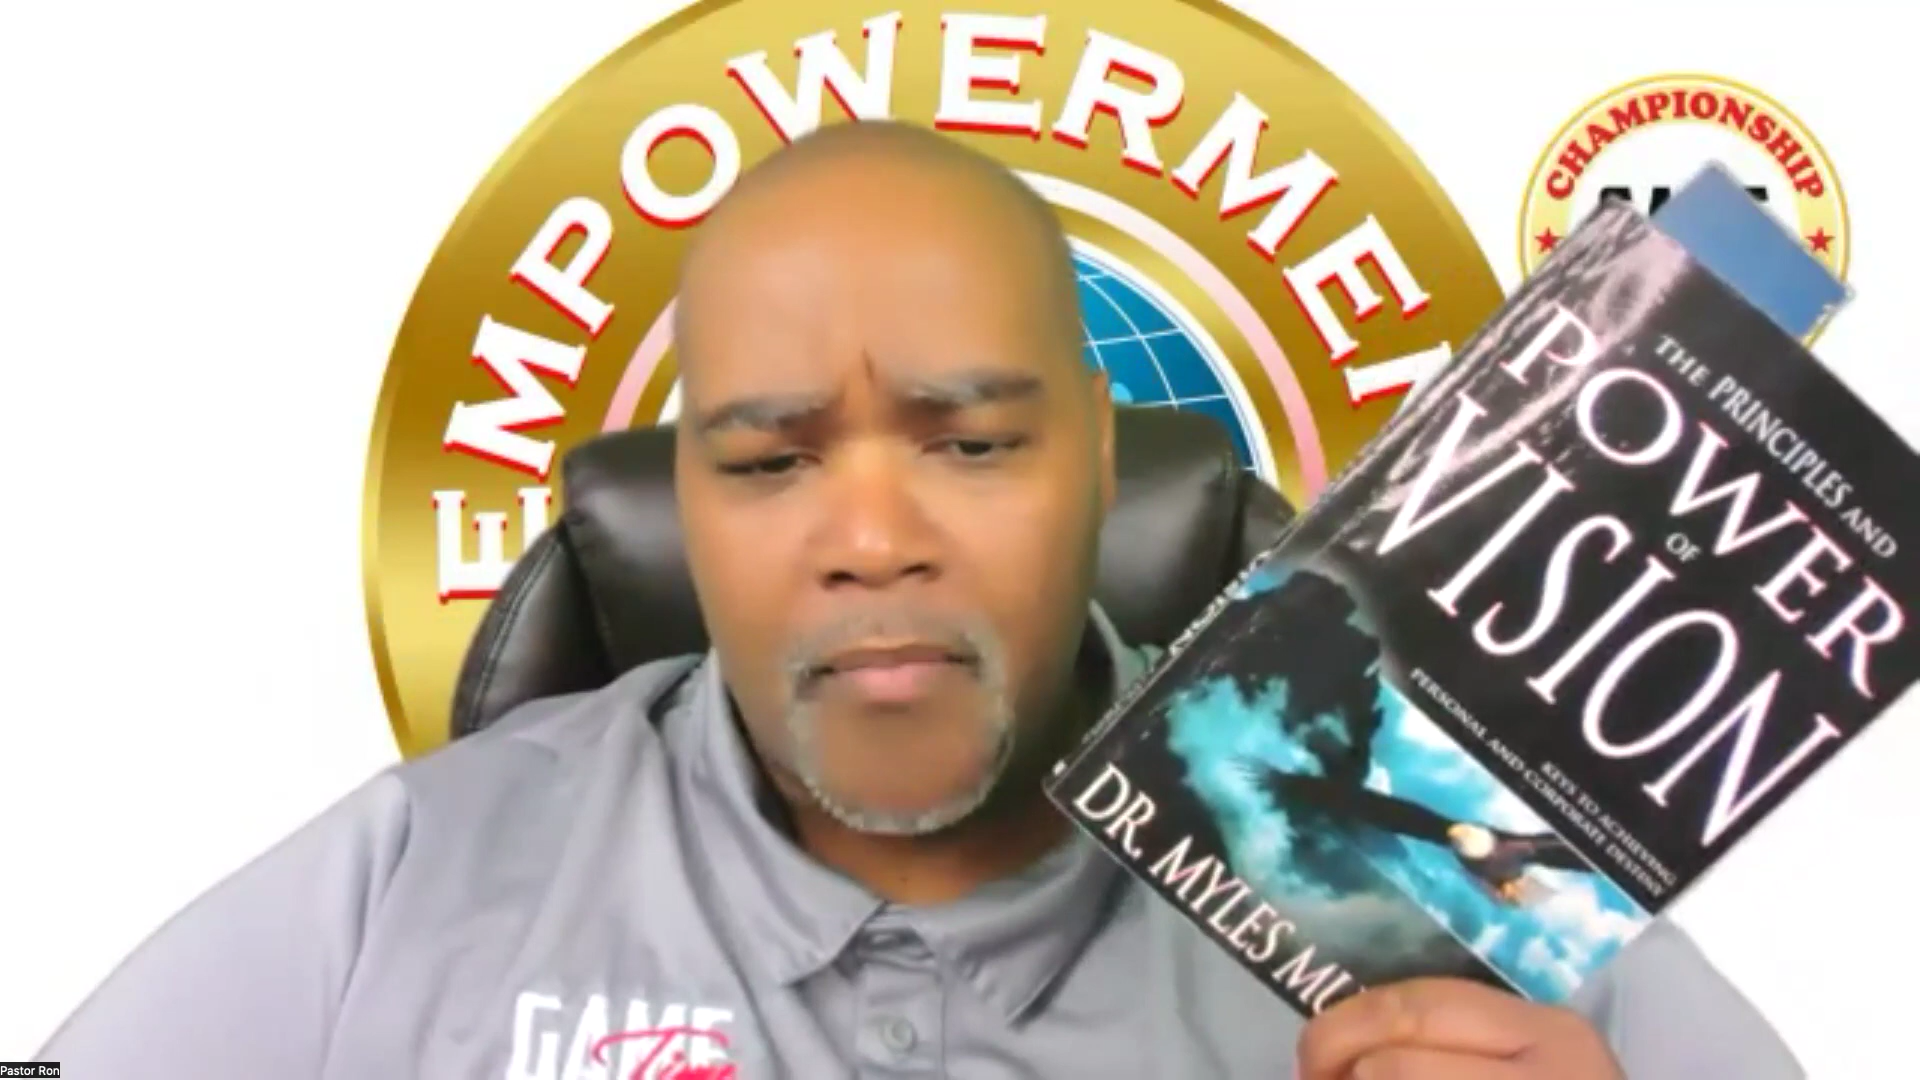 EMPOWERME
CHAMPIONSHIP
THE PRINCIPLES AND
POWER
OF
VISION
KEYS TO ACHIEVING
PERSONAL AND CORPORATE DESTINY
DR. MYLES MU
GAME
Time
Pastor Ron